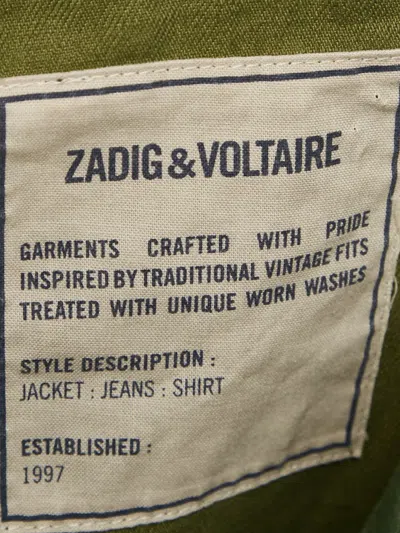 ZADIG&VOLTAIRE
GARMENTS CRAFTED WITH PRIDE
INSPIRED BY TRADITIONAL VINTAGE FITS
TREATED WITH UNIQUE WORN WASHES
STYLE DESCRIPTION :
JACKET : JEANS : SHIRT
ESTABLISHED :
1997